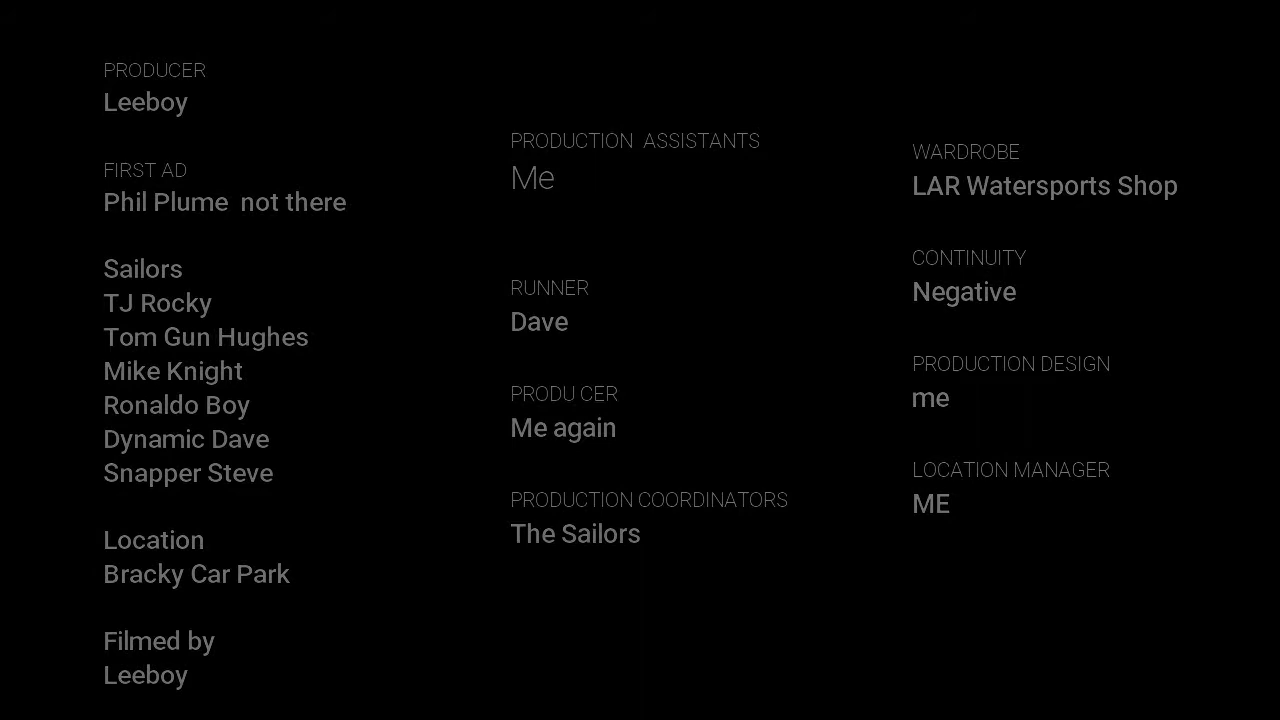 PRODUCER
Leeboy
FIRST AD
Phil Plume  not there
Sailors
TJ Rocky
Tom Gun Hughes
Mike Knight
Ronaldo Boy
Dynamic Dave
Snapper Steve
Location
Bracky Car Park
Filmed by
Leeboy
PRODUCTION  ASSISTANTS
Me
RUNNER
Dave
PRODU CER
Me again
PRODUCTION COORDINATORS
The Sailors
WARDROBE
LAR Watersports Shop
CONTINUITY
Negative
PRODUCTION DESIGN
me
LOCATION MANAGER
ME